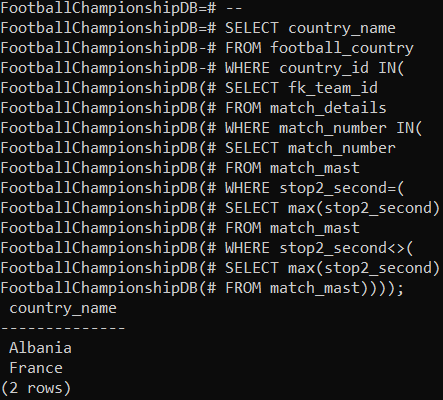 FootballChampionshipDB=# --
FootballChampionshipDB=# SELECT country_name
FootballChampionshipDB-# FROM football_country
FootballChampionshipDB-# WHERE country_id IN(
FootballChampionshipDB(# SELECT fk_team_id
FootballChampionshipDB(# FROM match_details
FootballChampionshipDB(# WHERE match_number IN(
FootballChampionshipDB(# SELECT match_number
FootballChampionshipDB(# FROM match_mast
FootballChampionshipDB(# WHERE stop2_second=(
FootballChampionshipDB(# SELECT max(stop2_second)
FootballChampionshipDB(# FROM match_mast
FootballChampionshipDB(# WHERE stop2_second<>(
FootballChampionshipDB(# SELECT max(stop2_second)
FootballChampionshipDB(# FROM match_mast))));
 country_name
--------------
 Albania
 France
(2 rows)